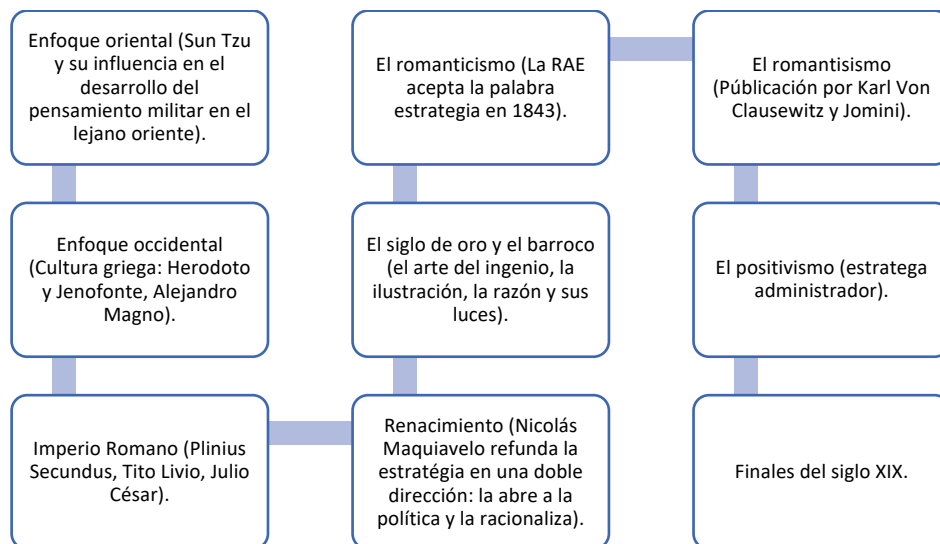 Enfoque oriental (Sun Tzu
y su influencia en el
desarrollo del
pensamiento militar en el
lejano oriente).
Enfoque occidental
(Cultura griega: Herodoto
y Jenofonte, Alejandro
Magno).
Imperio Romano (Plinius
Secundus, Tito Livio, Julio
César).
Renacimiento (Nicolás
Maquiavelo refunda la
estratégia en una doble
dirección: la abre a la
política y la racionaliza).
El siglo de oro y el barroco
(el arte del ingenio, la
ilustración, la razón y sus
luces).
El romanticismo (La RAE
acepta la palabra
estrategia en 1843).
El romantisismo
(Públicación por Karl Von
Clausewitz y Jomini).
El positivismo (estratega
administrador).
Finales del siglo XIX.